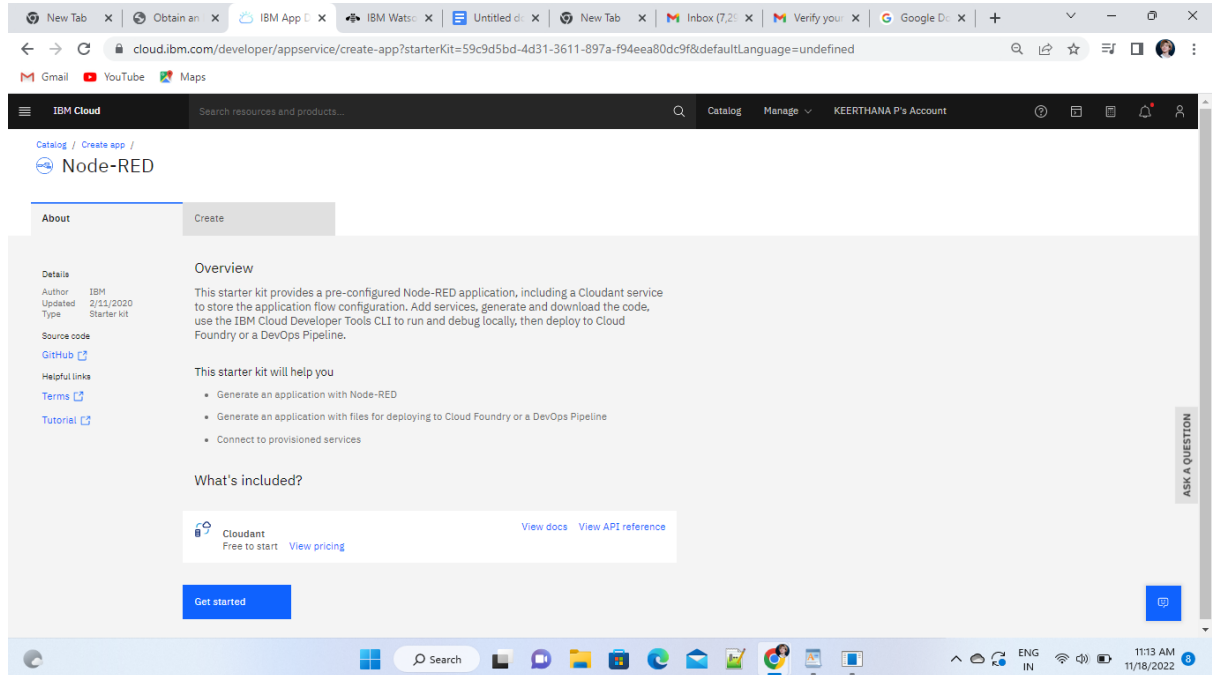 New Tab
Obtain an
IBM App D
IBM Wats
Untitled do
New Tab
Inbox (7,29
Verify your
Google Do
cloud.ibm.com/developer/appservice/create-app?starterKit=59c9d5bd-4d31-3611-897a-f94eea80dc9f&defaultLanguage=undefined
Gmail
YouTube
Maps
IBM Cloud
Search resources and products...
Catalog
Manage
KEERTHANA P's Account
Catalog / Create app /
Node-RED
About
Create
Details
Author IBM
Updated 2/11/2020
Type Starter kit
Source code
GitHub
Helpful links
Terms
Tutorial
Overview
This starter kit provides a pre-configured Node-RED application, including a Cloudant service
to store the application flow configuration. Add services, generate and download the code,
use the IBM Cloud Developer Tools CLI to run and debug locally, then deploy to Cloud
Foundry or a DevOps Pipeline.
This starter kit will help you
• Generate an application with Node-RED
• Generate an application with files for deploying to Cloud Foundry or a DevOps Pipeline
• Connect to provisioned services
What's included?
Cloudant
Free to start View pricing
View docs View API reference
Get started
ASK A QUESTION
Search
ENG
IN
11:13 AM
11/18/2022
8